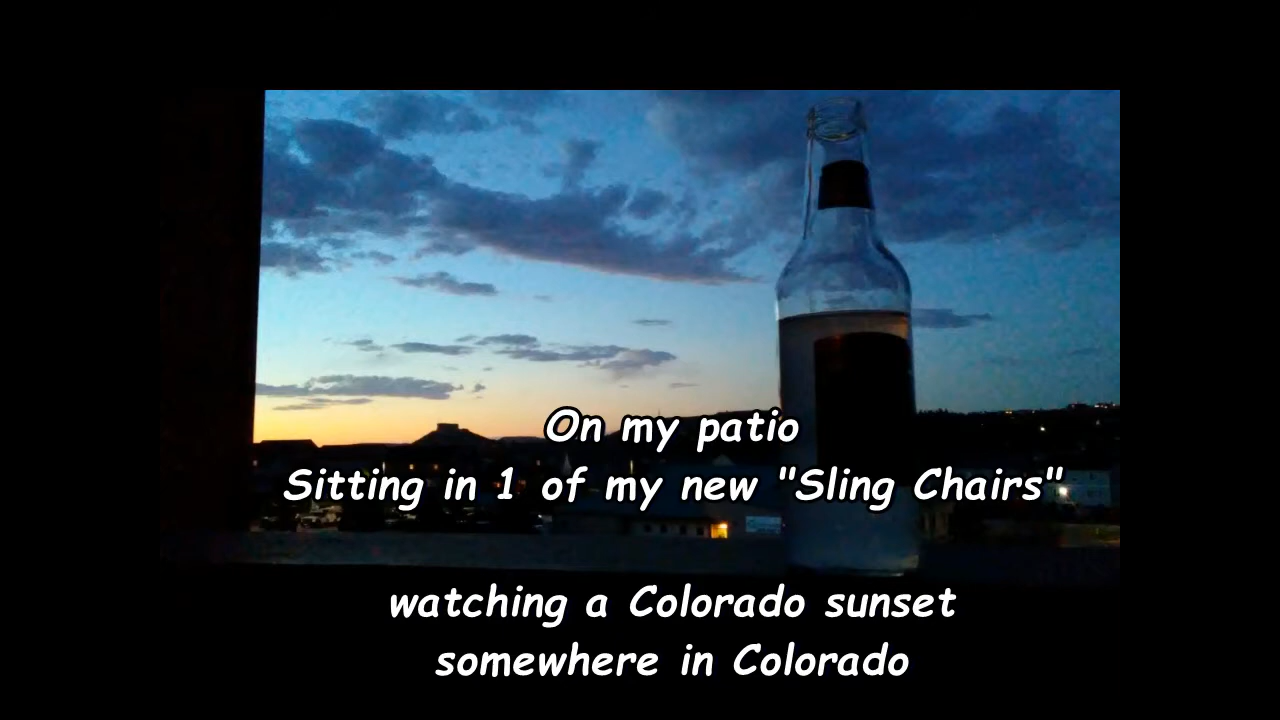 On my patio
Sitting in 1 of my new "Sling Chairs"
watching a Colorado sunset
somewhere in Colorado